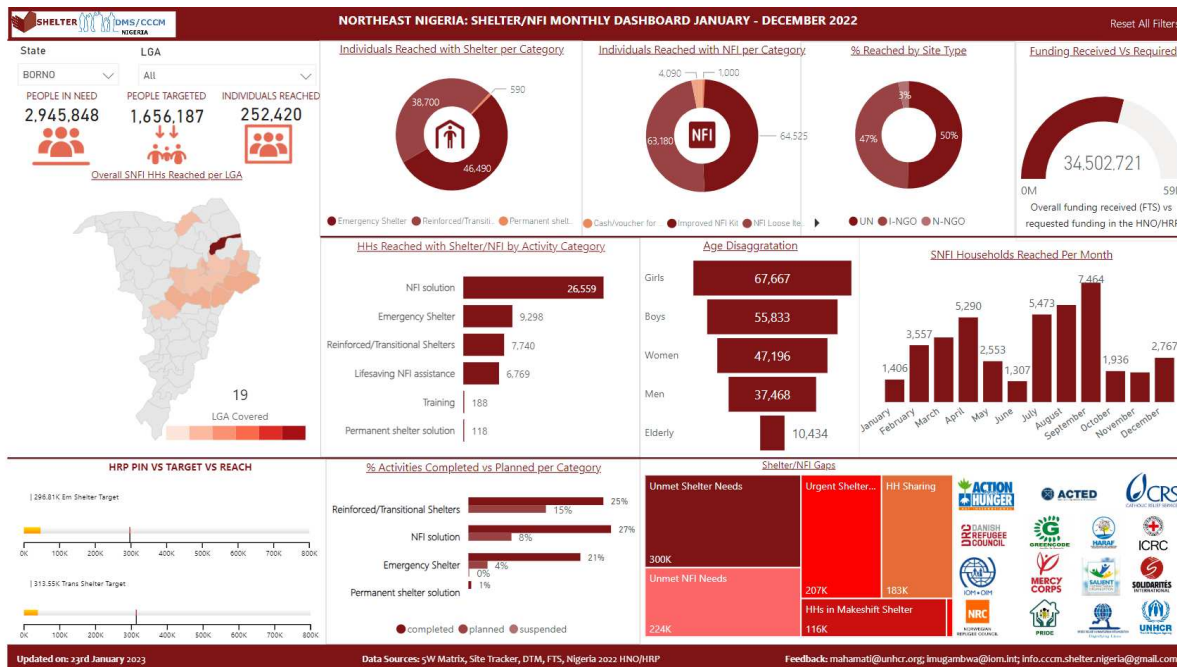 SHELTER DMS/CCCM
NIGERIA
NORTHEAST NIGERIA: SHELTER/NFI MONTHLY DASHBOARD JANUARY - DECEMBER 2022
Reset All Filters
State
LGA
BORNO
All
PEOPLE IN NEED
PEOPLE TARGETED
INDIVIDUALS REACHED
2,945,848
1,656,187
252,420
Overall SNFI HHs Reached per LGA
19
LGA Covered
Individuals Reached with Shelter per Category
590
38,700
46,490
Emergency Shelter
Reinforced/Transiti..
Permanent shelt..
Individuals Reached with NFI per Category
4,090
1,000
63,180
NFI
64,525
Cash/voucher for
Improved NFI Kit
NFI Loose Ite..
% Reached by Site Type
3%
47%
50%
UN
I-NGO
N-NGO
Funding Received Vs Required
34,502,721
0M
590
Overall funding received (FTS) vs
requested funding in the HNO/HRP
HHs Reached with Shelter/NFI by Activity Category
NFI solution
26,559
Emergency Shelter
9,298
Reinforced/Transitional Shelters
7,740
Lifesaving NFI assistance
6,769
Training
188
Permanent shelter solution
118
Age Disaggratation
Girls
67,667
Boys
55,833
Women
47,196
Men
37,468
Elderly
10,434
SNFI Households Reached Per Month
1,406
3,557
5,290
2,553
1,307
5,473
7,464
1,936
2,767
January
February
March
April
May
June
July
August
September
October
November
December
HRP PIN VS TARGET VS REACH
| 296.81K Em Shelter Target
0K 100K 200K 300K 400K 500K 600K 700K 800K
| 313.55K Trans Shelter Target
0K 100K 200K 300K 400K 500K 600K 700K 800K
% Activities Completed vs Planned per Category
Reinforced/Transitional Shelters
25%
15%
NFI solution
27%
8%
Emergency Shelter
21%
4%
0%
Permanent shelter solution
1%
completed
planned
suspended
Shelter/NFI Gaps
Unmet Shelter Needs
300K
Unmet NFI Needs
224K
Urgent Shelter...
207K
HH Sharing
183K
HHs in Makeshift Shelter
116K
ACTION
HUNGER
ACTED
CRS
CATHOLIC RELIEF SERVICES
DRC DANISH
REFUGEE
COUNCIL
GREENCODE
HARAF
ICRC
IOM•OIM
MERCY
CORPS
SALIENT
SOLIDARITÉS
INTERNATIONAL
NRC
NORWEGIAN
REFUGEE COUNCIL
PRIDE
UNHCR
Updated on: 23rd January 2023
Data Sources: 5W Matrix, Site Tracker, DTM, FTS, Nigeria 2022 HNO/HRP
Feedback: mahamati@unhcr.org; imugambwa@iom.int; info.cccm.shelter.nigeria@gmail.com